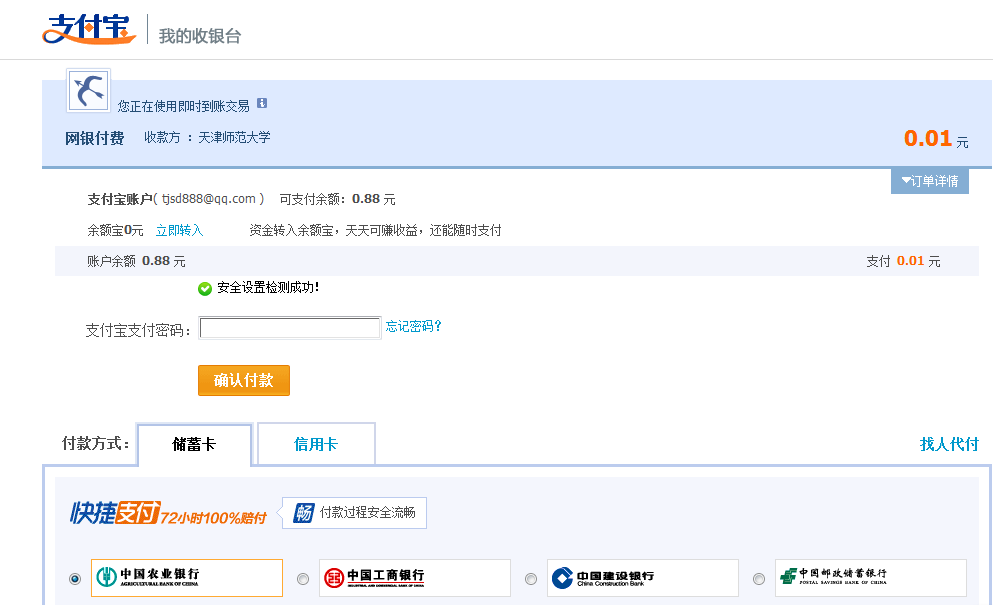 支付宝 我的收银台
您正在使用即时到账交易
网银付费 收款方 : 天津师范大学 0.01 元
订单详情
支付宝账户( tjsd888@qq.com ) 可支付余额: 0.88 元
余额宝0元 立即转入 资金转入余额宝，天天可赚收益，还能随时支付
账户余额 0.88 元 支付 0.01 元
安全设置检测成功!
支付宝支付密码: 忘记密码?
确认付款
付款方式: 储蓄卡 信用卡 找人代付
快捷支付 72小时100%赔付 畅 付款过程安全流畅
中国农业银行 中国工商银行 中国建设银行 中国邮政储蓄银行
AGRICULTURAL BANK OF CHINA INDUSTRIAL AND COMMERCIAL BANK OF CHINA China Construction Bank POSTAL SAVINGS BANK OF CHINA